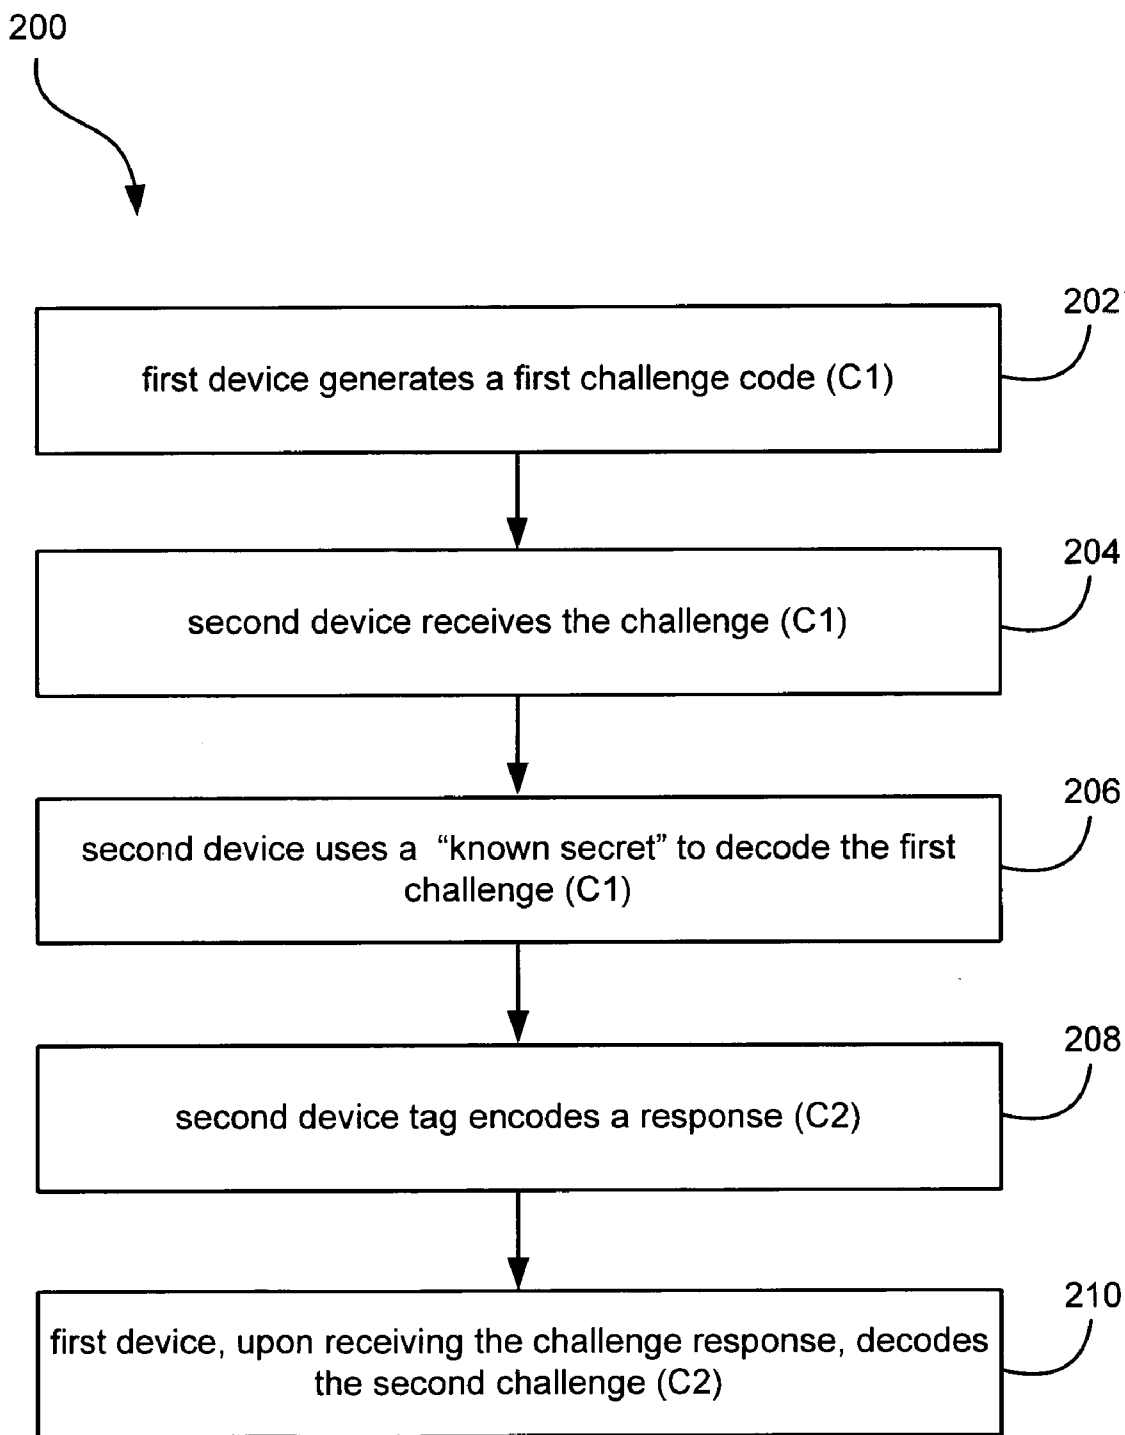 200
202
first device generates a first challenge code (C1)
204
second device receives the challenge (C1)
206
second device uses a “known secret” to decode the first
challenge (C1)
208
second device tag encodes a response (C2)
210
first device, upon receiving the challenge response, decodes
the second challenge (C2)